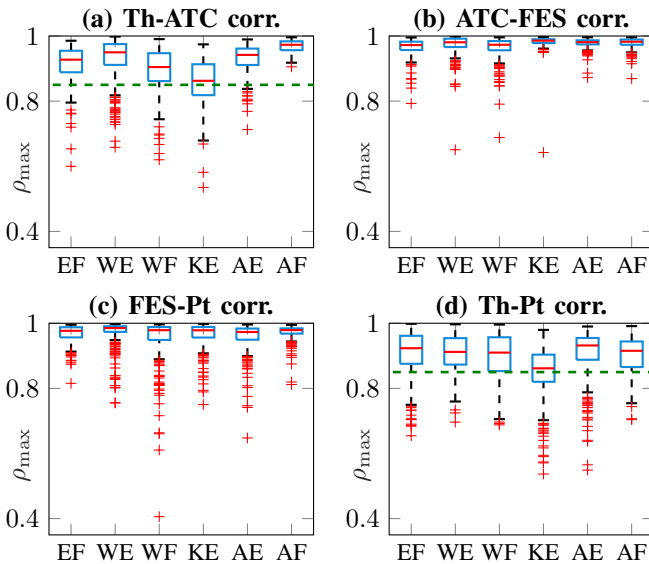 (a) Th-ATC corr.
(b) ATC-FES corr.
1
0.8
0.4
ρmax
EF WE WF KE AE AF
1
0.8
0.4
ρmax
EF WE WF KE AE AF
(c) FES-Pt corr.
(d) Th-Pt corr.
1
0.8
0.4
ρmax
EF WE WF KE AE AF
1
0.8
0.4
ρmax
EF WE WF KE AE AF